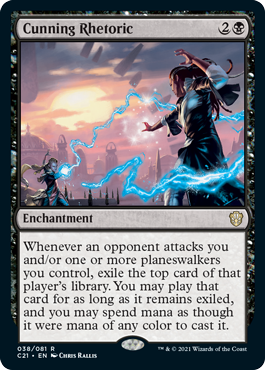 Cunning Rhetoric 2
Enchantment
Whenever an opponent attacks you
and/or one or more planeswalkers
you control, exile the top card of that
player's library. You may play that
card for as long as it remains exiled,
and you may spend mana as though
it were mana of any color to cast it.
038/081 R
C21 • EN Chris Rallis
™ & © 2021 Wizards of the Coast